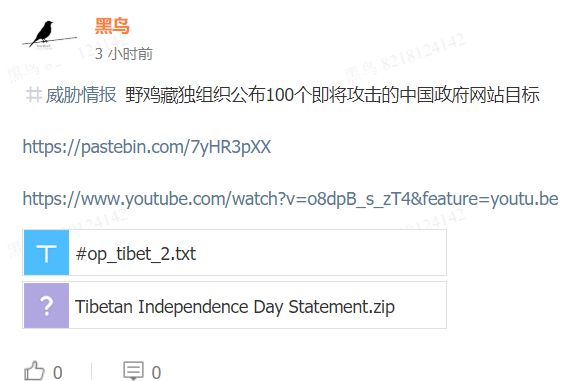 黑鸟
3 小时前
黑鸟 8218124142
#威胁情报 野鸡藏独组织公布100个即将攻击的中国政府网站目标
https://pastebin.com/7yHR3pXX
https://www.youtube.com/watch?v=o8dpB_s_zT4&feature=youtu.be
#op_tibet_2.txt
? Tibetan Independence Day Statement.zip
0 0